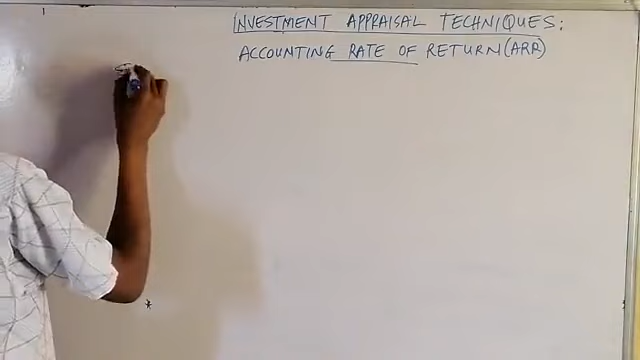 INVESTMENT APPRAISAL TECHNIQUES:
ACCOUNTING RATE OF RETURN(ARR)